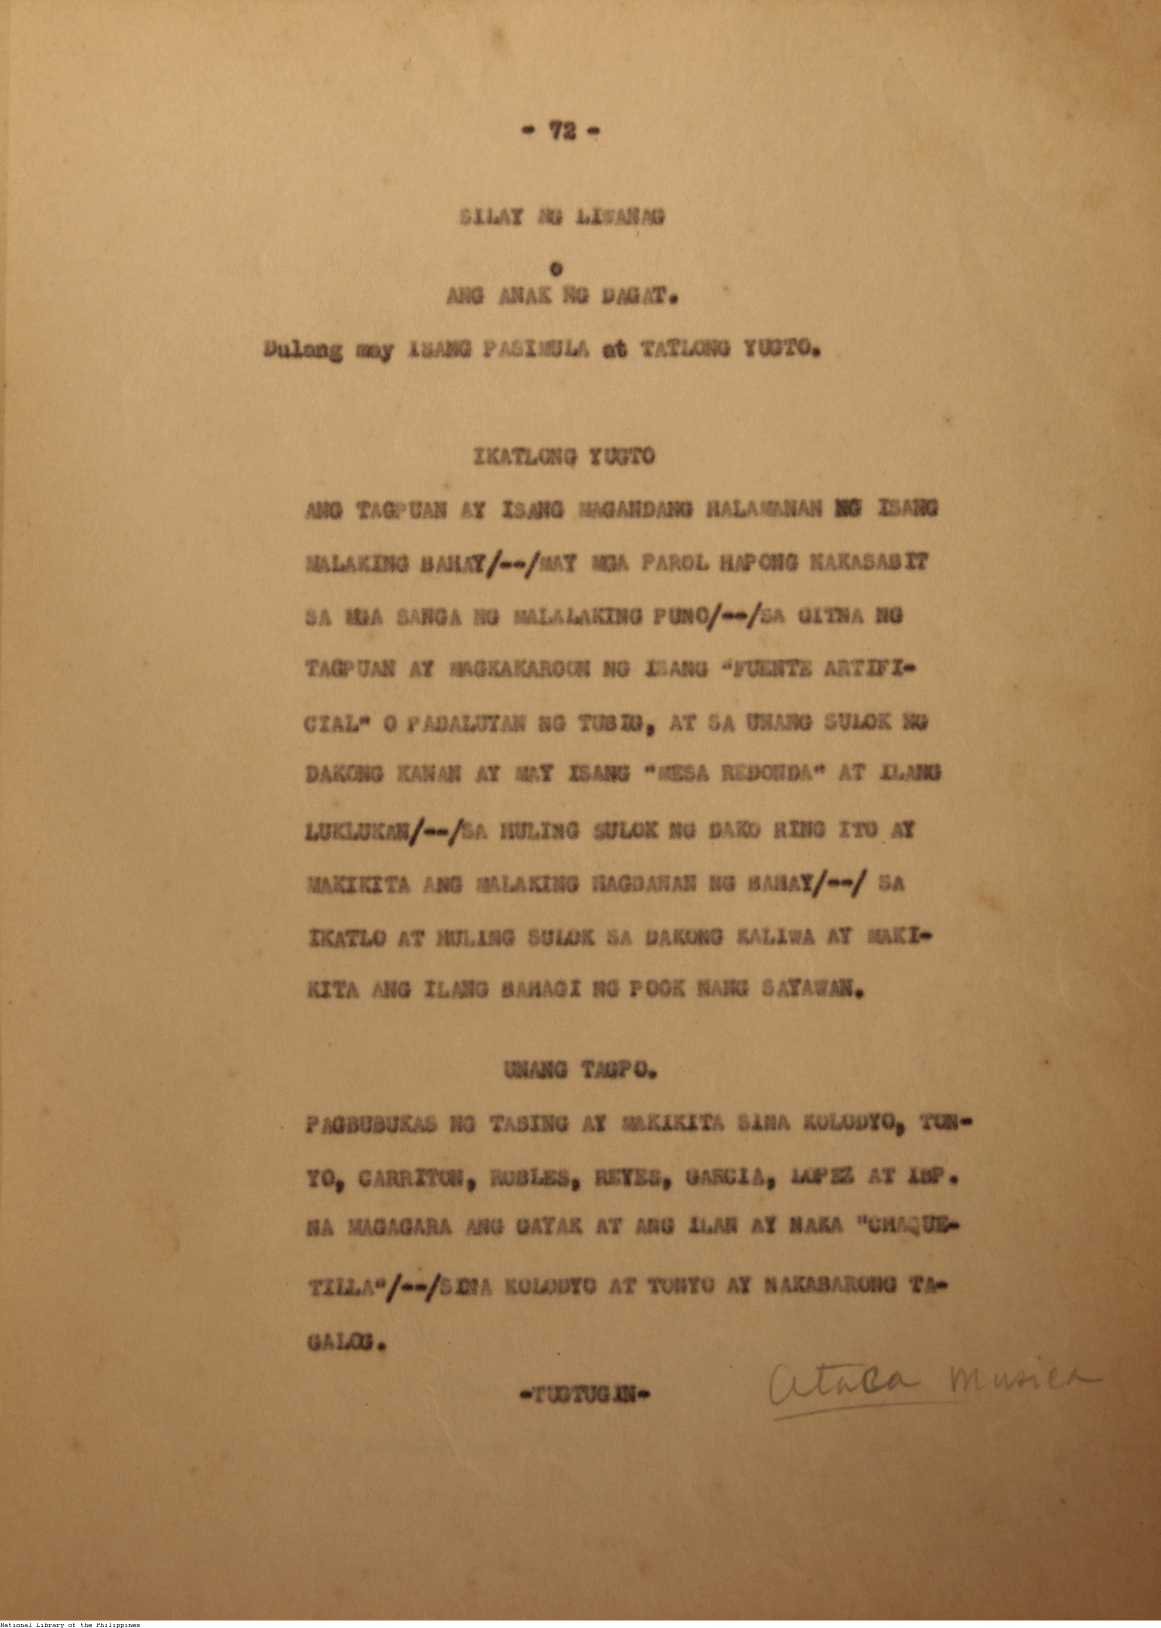 - 72 -
SILAY NG LIWANAG
o
ANG ANAK NG DAGAT.
Dulang may ISANG PASIMULA at TATLONG YUGTO.
IKATLONG YUGTO
ANG TAGPUAN AY ISANG MAGANDANG HALAMANAN NG ISANG
MALAKING BAHAY/--/MAY MGA PAROL HAPONG NAKASABIT
SA MGA SANGA NG MALALAKING PUNO/--/SA GITNA NG
TAGPUAN AY MAGKAKAROON NG ISANG "FUENTE ARTIFI-
CIAL" O PADALUYAN NG TUBIG, AT SA UNANG SULOK NG
DAKONG KANAN AY MAY ISANG "MESA REDONDA" AT ILANG
LUKLUKAN/--/SA HULING SULOK NG DAKO RING ITO AY
MAKIKITA ANG MALAKING HAGDANAN NG BAHAY/--/ SA
IKATLO AT HULING SULOK SA DAKONG KALIWA AY MAKI-
KITA ANG ILANG BAHAGI NG POOK NANG SAYAWAN.
UNANG TAGPO.
PAGBUBUKAS NG TABING AY MAKIKITA SINA KOLODYO, TON-
YO, CARRITON, ROBLES, REYES, GARCIA, LOPEZ AT IBP.
NA MAGAGARA ANG GAYAK AT ANG ILAN AY NAKA "CHAQUE-
TILLA"/--/SINA KOLODYO AT TONYO AY NAKABARONG TA-
GALOG.
-TUGTUGIN-
ataca musica
National Library of the Philippines